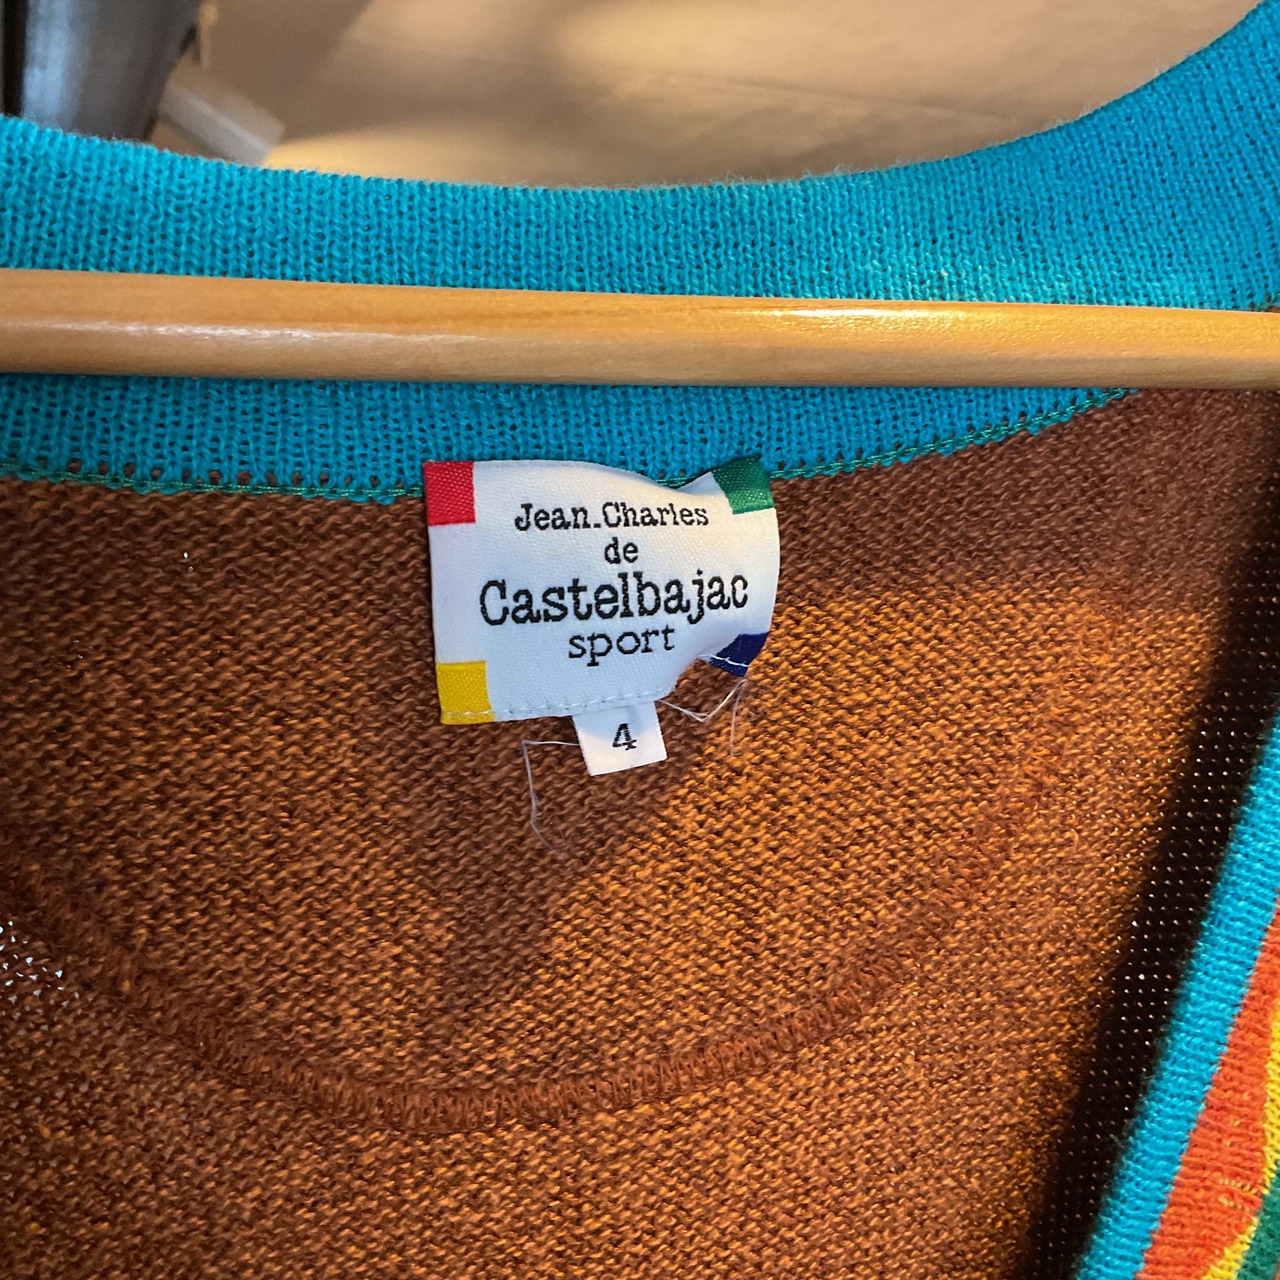 Jean.Charles
de
Castelbajac
sport
4